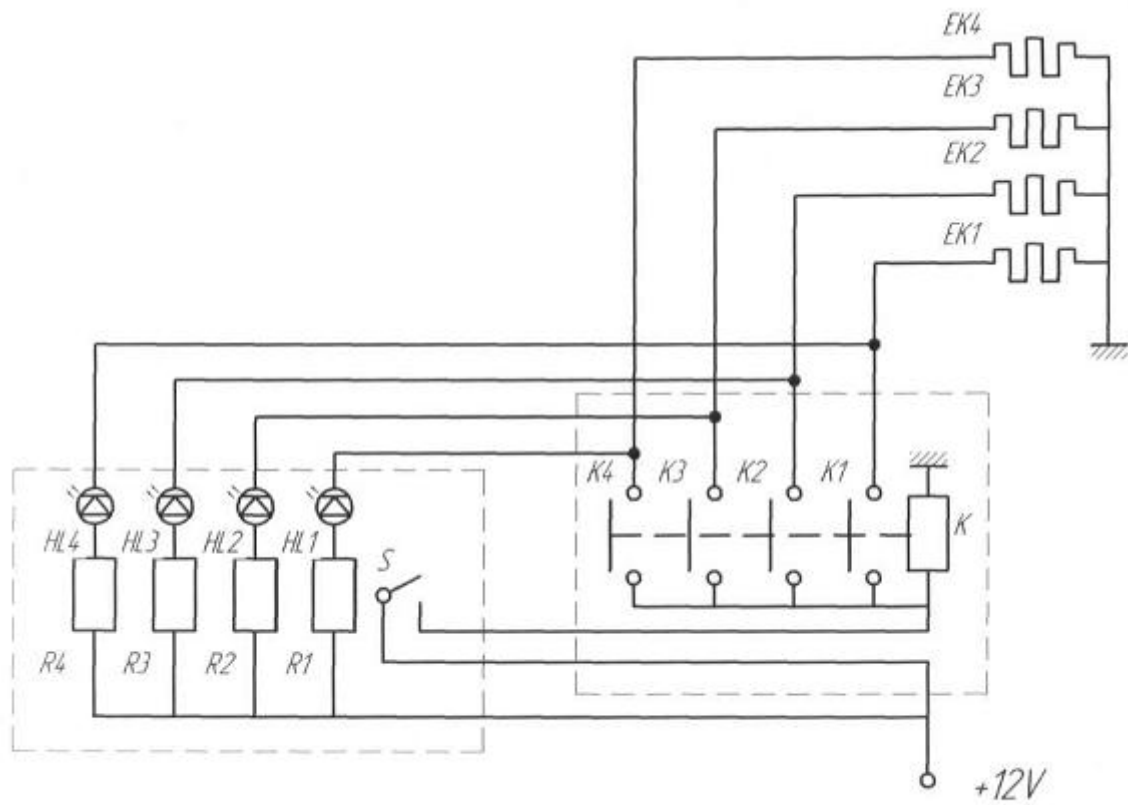 EK4
EK3
EK2
EK1
K4 K3 K2 K1
K
HL4 HL3 HL2 HL1
S
R4 R3 R2 R1
+12V